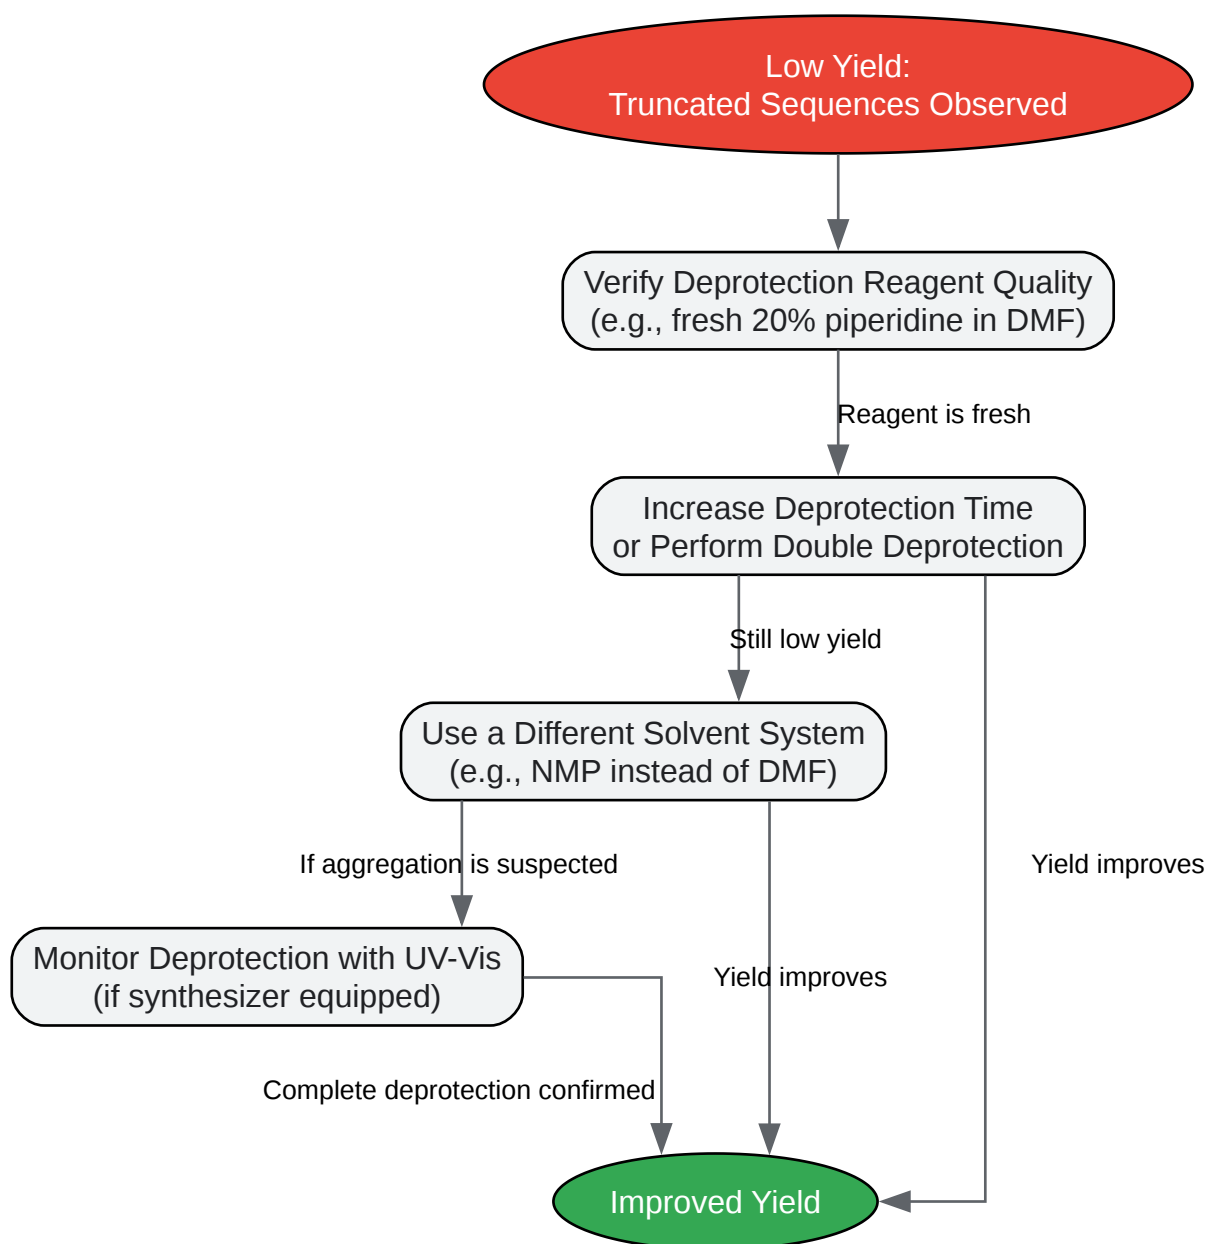 Low Yield:
Truncated Sequences Observed
Verify Deprotection Reagent Quality
(e.g., fresh 20% piperidine in DMF)
Reagent is fresh
Increase Deprotection Time
or Perform Double Deprotection
Still low yield
Use a Different Solvent System
(e.g., NMP instead of DMF)
If aggregation is suspected
Yield improves
Monitor Deprotection with UV-Vis
(if synthesizer equipped)
Yield improves
Complete deprotection confirmed
Improved Yield